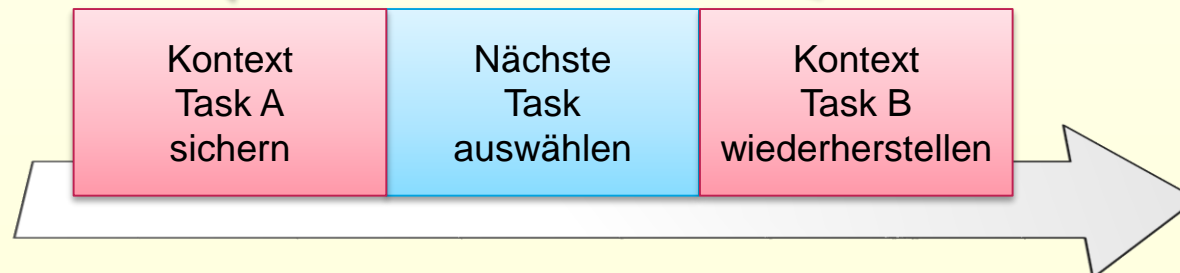 Kontext
Task A
sichern
Nächste
Task
auswählen
Kontext
Task B
wiederherstellen